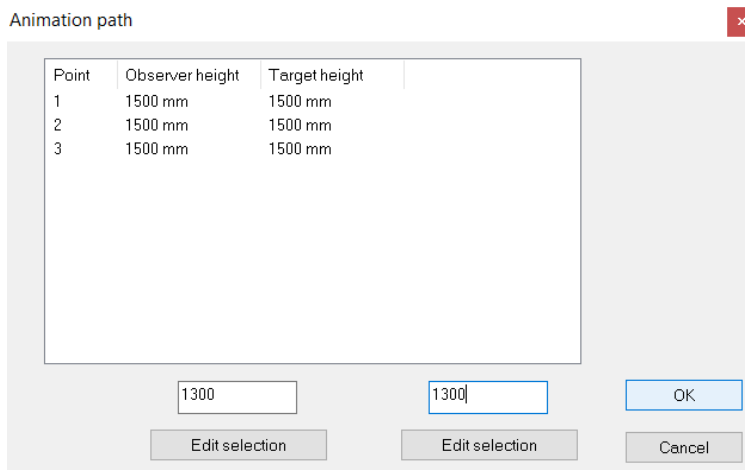 Animation path
Point Observer height Target height
1 1500 mm 1500 mm
2 1500 mm 1500 mm
3 1500 mm 1500 mm
1300 1300 OK
Edit selection Edit selection Cancel